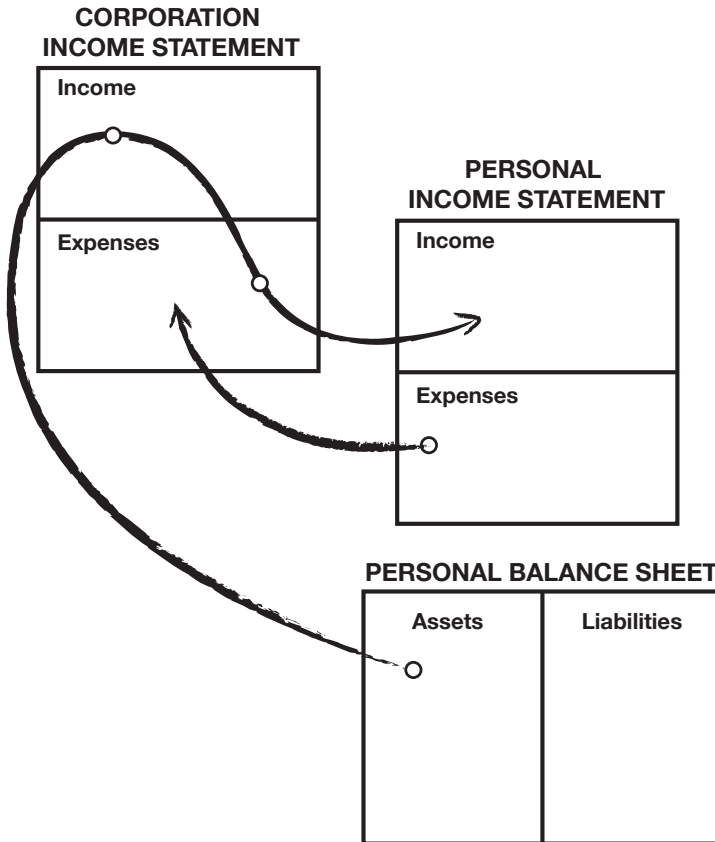 CORPORATION
INCOME STATEMENT
Income
Expenses
PERSONAL
INCOME STATEMENT
Income
Expenses
PERSONAL BALANCE SHEET
Assets
Liabilities